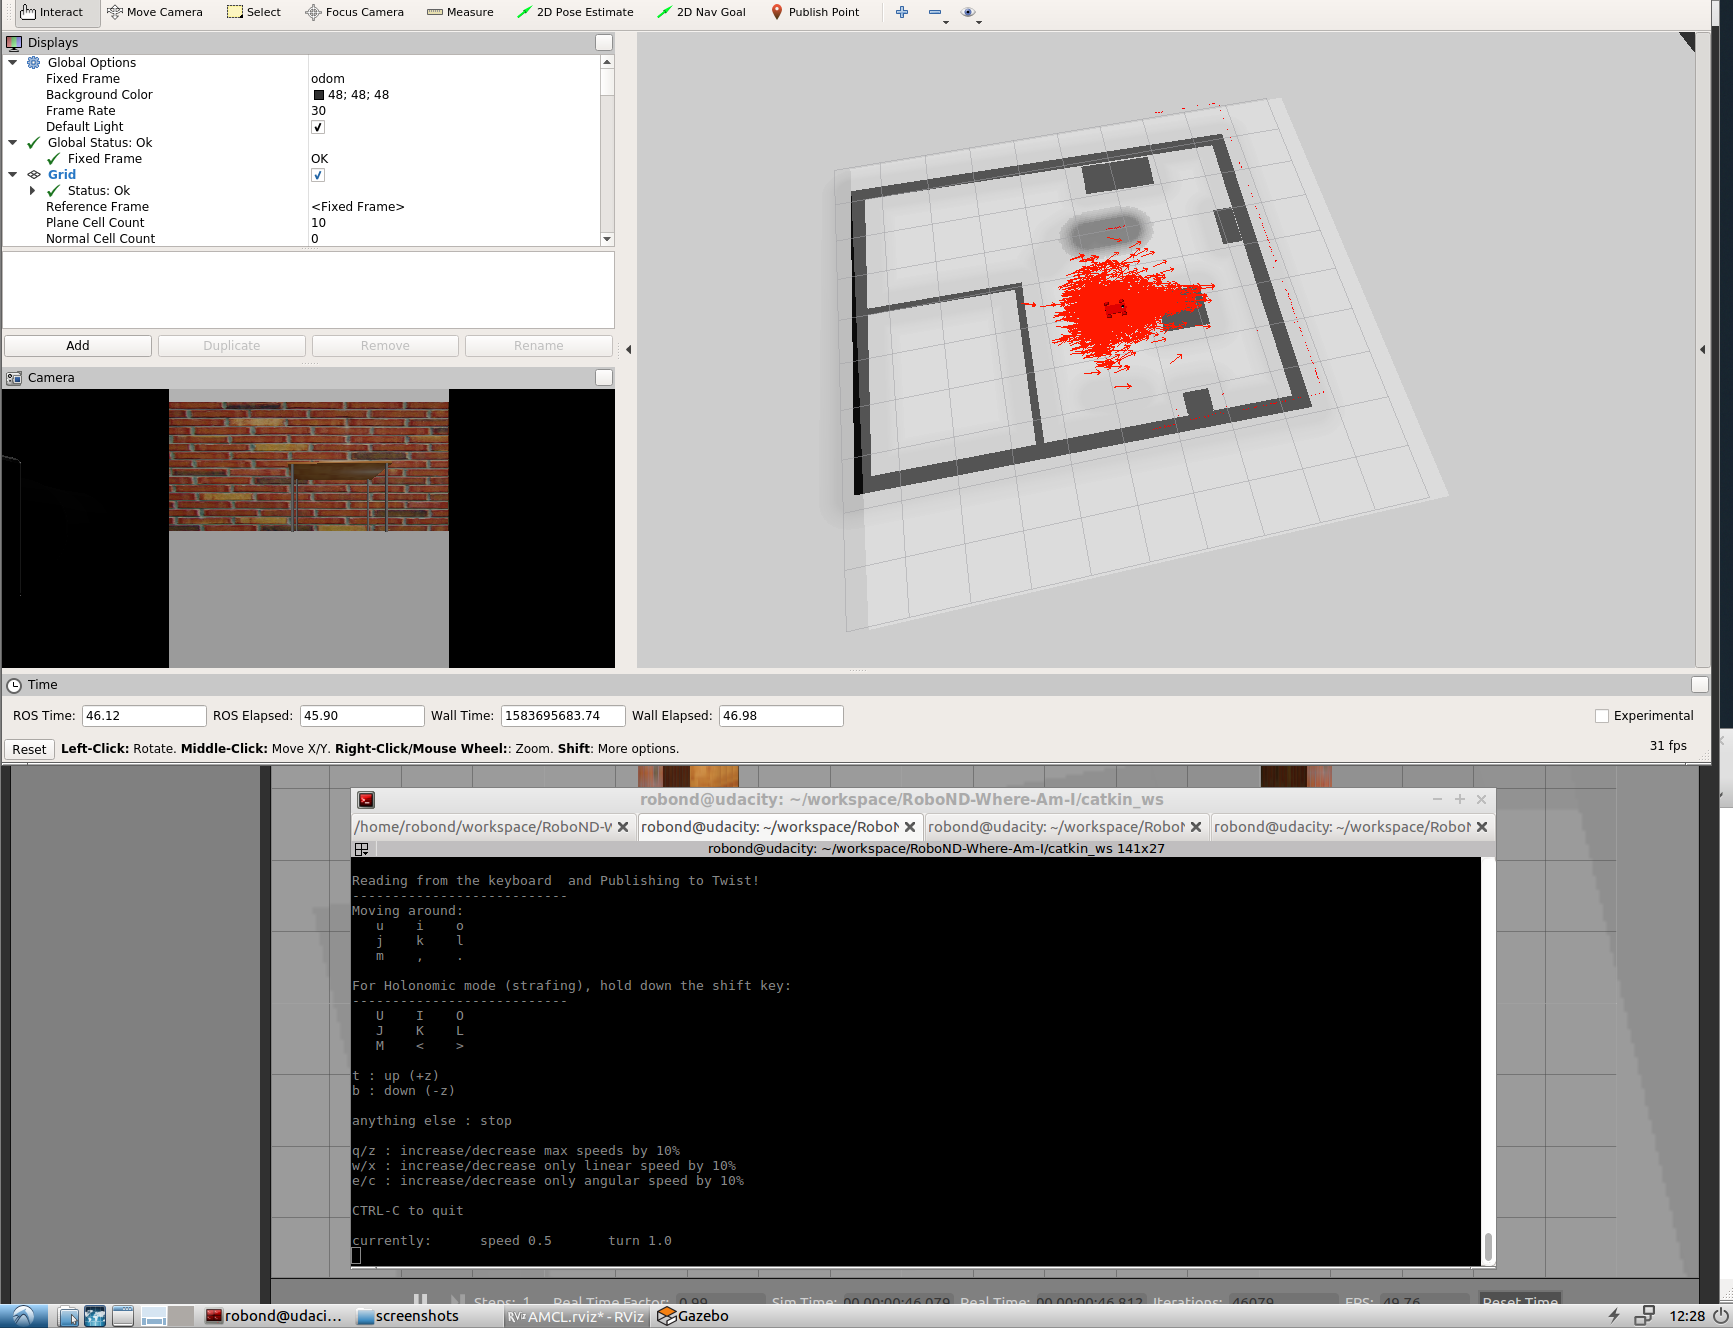 Interact Move Camera Select Focus Camera Measure 2D Pose Estimate 2D Nav Goal Publish Point
Displays
Global Options
Fixed Frame odom
Background Color 48; 48; 48
Frame Rate 30
Default Light
Global Status: Ok
Fixed Frame OK
Grid
Status: Ok
Reference Frame <Fixed Frame>
Plane Cell Count 10
Normal Cell Count 0
Add Duplicate Remove Rename
Camera
Time
ROS Time: 46.12 ROS Elapsed: 45.90 Wall Time: 1583695683.74 Wall Elapsed: 46.98 Experimental
Reset Left-Click: Rotate. Middle-Click: Move X/Y. Right-Click/Mouse Wheel:: Zoom. Shift: More options. 31 fps
robond@udacity: ~/workspace/RoboND-Where-Am-I/catkin_ws
/home/robond/workspace/RoboND-W robond@udacity: ~/workspace/RoboN robond@udacity: ~/workspace/RoboN robond@udacity: ~/workspace/RoboN
robond@udacity: ~/workspace/RoboND-Where-Am-I/catkin_ws 141x27
Reading from the keyboard  and Publishing to Twist!
---------------------------
Moving around:
   u    i    o
   j    k    l
   m    ,    .
For Holonomic mode (strafing), hold down the shift key:
---------------------------
   U    I    O
   J    K    L
   M    <    >
t : up (+z)
b : down (-z)
anything else : stop
q/z : increase/decrease max speeds by 10%
w/x : increase/decrease only linear speed by 10%
e/c : increase/decrease only angular speed by 10%
CTRL-C to quit
currently:      speed 0.5       turn 1.0
Steps: 1 Real Time Factor: 0.99 Sim Time: 00 00:00:46.079 Real Time: 00 00:00:46.812 Iterations: 46079 FPS: 49.76 Reset Time
robond@udaci... screenshots AMCL.rviz* - RViz Gazebo 12:28